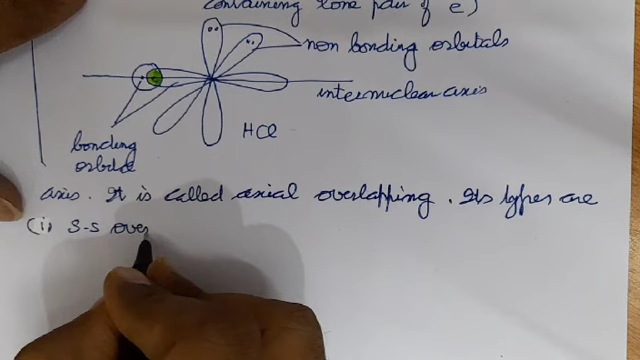 containing lone pair of e)
non bonding orbitals
internuclear axis
HCl
bonding
orbital
axis. It is called axial overlapping. Its types are
(i) S-S over